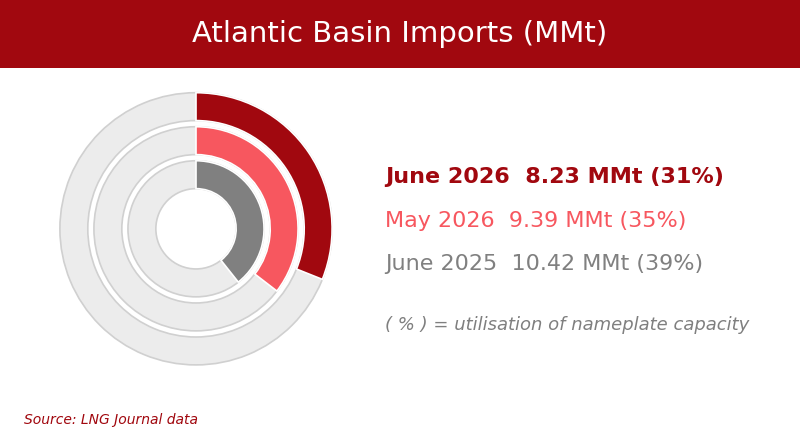 Atlantic Basin Imports (MMt)
June 2026  8.23 MMt (31%)
May 2026  9.39 MMt (35%)
June 2025  10.42 MMt (39%)
( % ) = utilisation of nameplate capacity
Source: LNG Journal data